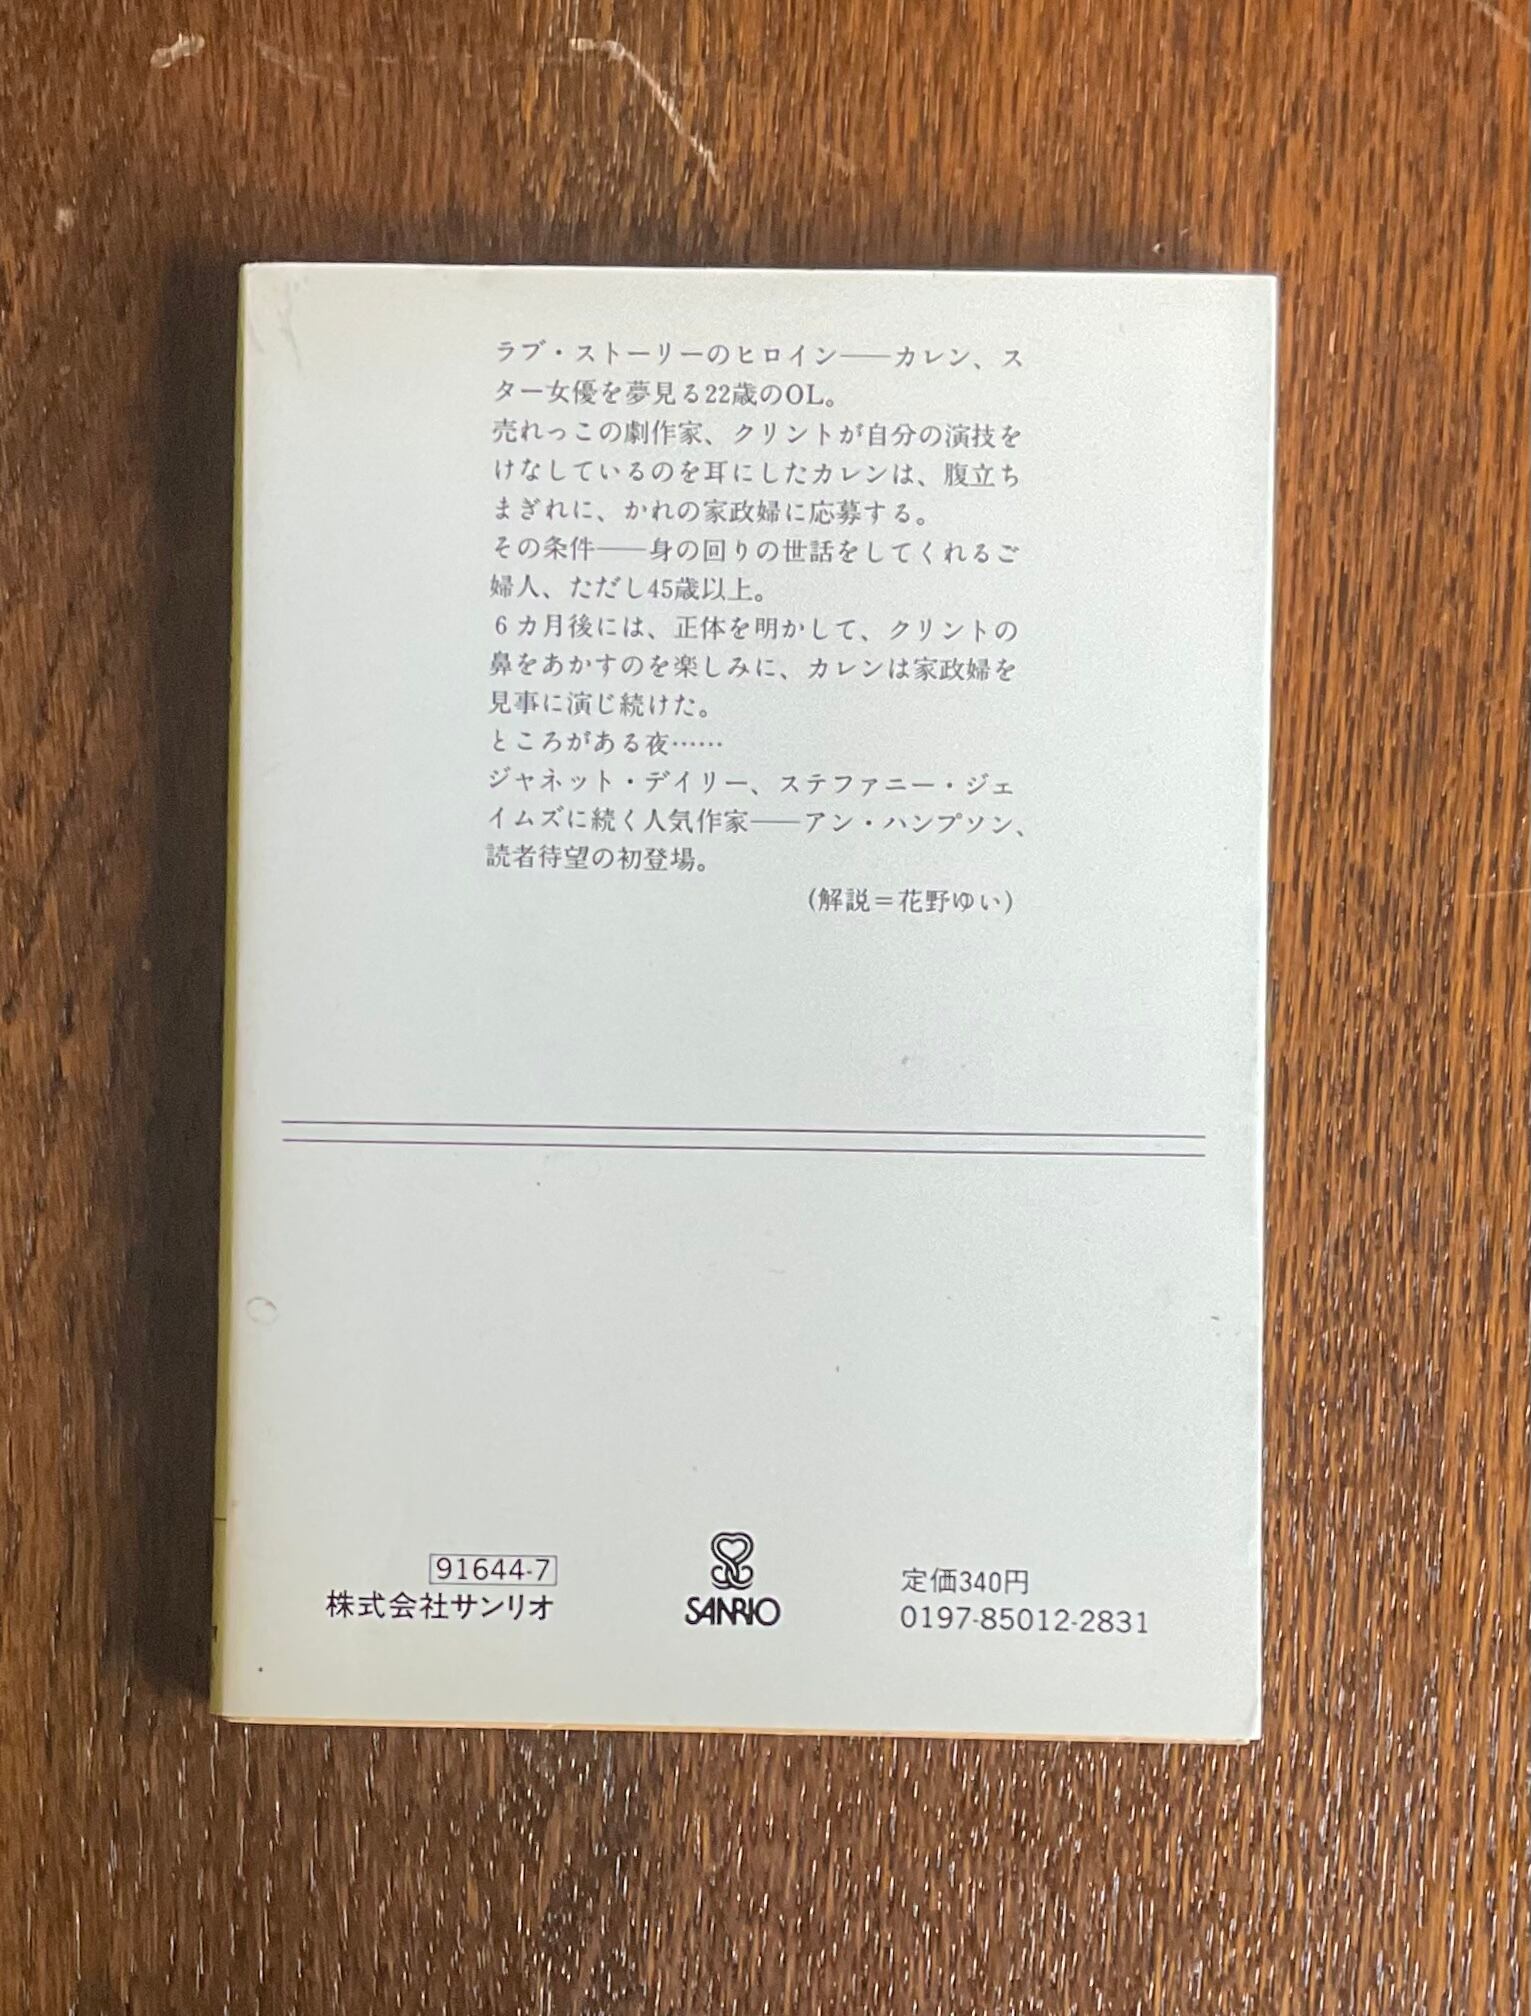 ラブ・ストーリーのヒロイン――カレン、ス
ター女優を夢見る22歳のOL。
売れっこの劇作家、クリントが自分の演技を
けなしているのを耳にしたカレンは、腹立ち
まぎれに、かれの家政婦に応募する。
その条件――身の回りの世話をしてくれるご
婦人、ただし45歳以上。
6カ月後には、正体を明かして、クリントの
鼻をあかすのを楽しみに、カレンは家政婦を
見事に演じ続けた。
ところがある夜……
ジャネット・デイリー、ステファニー・ジェ
イムズに続く人気作家――アン・ハンプソン、
読者待望の初登場。
(解説＝花野ゆい)
91644-7
株式会社サンリオ
SANRIO
定価340円
0197-85012-2831